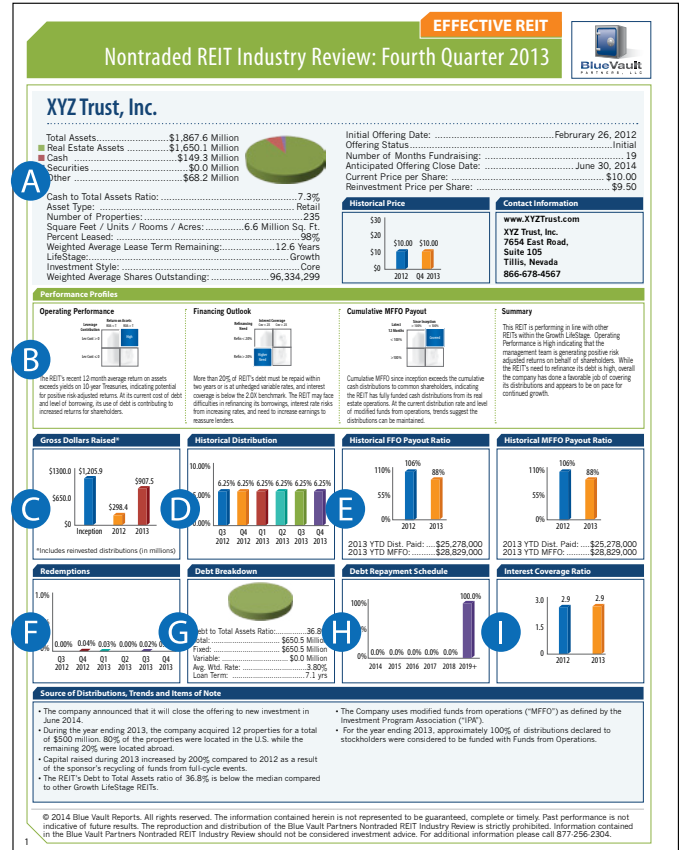 EFFECTIVE REIT
Nontraded REIT Industry Review: Fourth Quarter 2013
BlueVault
PARTNERS, LLC
XYZ Trust, Inc.
Total Assets..............................$1,867.6 Million
Real Estate Assets ..................$1,650.1 Million
Cash ....................................$149.3 Million
Securities ...............................$0.0 Million
Other ....................................$68.2 Million
A
Cash to Total Assets Ratio: ..............................7.3%
Asset Type: .............................. Retail
Number of Properties: ..............................235
Square Feet / Units / Rooms / Acres: ..............6.6 Million Sq. Ft.
Percent Leased: ..............................98%
Weighted Average Lease Term Remaining: ..............12.6 Years
LifeStage: ..............................Growth
Investment Style: .............................. Core
Weighted Average Shares Outstanding: ..............96,334,299
Initial Offering Date: ..............................Februrary 26, 2012
Offering Status..............................Initial
Number of Months Fundraising: ..............................19
Anticipated Offering Close Date: ..............June 30, 2014
Current Price per Share: ..............................$10.00
Reinvestment Price per Share: ..............................$9.50
Historical Price
$30
$20
$10
$0
$10.00 $10.00
2012 Q4 2013
Contact Information
www.XYZTrust.com
XYZ Trust, Inc.
7654 East Road,
Suite 105
Tillis, Nevada
866-678-4567
Performance Profiles
B
Operating Performance
Return on Assets
Leverage
Contribution
High
The REIT's recent 12-month average return on assets
exceeds yields on 10-year Treasures, indicating potential
for positive risk-adjusted returns. At its current cost of debt
and level of borrowing, its use of debt is contributing to
increased returns for shareholders.
Financing Outlook
Interest Coverage
Refinancing
Need
Higher
Need
More than 20% of REIT's debt must be repaid within
two years or is at unhedged variable rates, and interest
coverage is below the 2.0X benchmark. The REIT may face
difficulties in refinancing its borrowings, interest rate risks
from increasing rates, and need to increase earnings to
reassure lenders.
Cumulative MFFO Payout
Since Inception
Latest
12 Months
Cumulative MFFO since inception exceeds the cumulative
cash distributions to common shareholders, indicating
the REIT has fully funded cash distributions from its real
estate operations. At the current distribution rate and level
of modified funds from operations, trends suggest the
distributions can be maintained.
Summary
This REIT is performing in line with other
REITs within the Growth LifeStage. Operating
Performance is High indicating that the
management team is generating positive risk
adjusted returns on behalf of shareholders. While
the REIT's need to refinance its debt is high, overall
the company has done a favorable job of covering
its distributions and appears to be on pace for
continued growth.
Gross Dollars Raised*
C
$1300.0
$650.0
$0
$1,205.9
$298.4
$907.5
Inception 2012 2013
*Includes reinvested distributions (in millions)
Historical Distribution
D
10.00%
5.00%
0.00%
6.25% 6.25% 6.25% 6.25% 6.25% 6.25%
Q3 Q4 Q1 Q2 Q3 Q4
2012 2012 2013 2013 2013 2013
Historical FFO Payout Ratio
E
110%
55%
0%
106%
88%
2012 2013
2013 YTD Dist. Paid: .....$25,278,000
2013 YTD MFFO: ..........$28,829,000
Historical MFFO Payout Ratio
110%
55%
0%
106%
88%
2012 2013
2013 YTD Dist. Paid: .....$25,278,000
2013 YTD MFFO: ..........$28,829,000
Redemptions
F
1.0%
0.00% 0.04% 0.03% 0.00% 0.02%
Q3 Q4 Q1 Q2 Q3 Q4
2012 2012 2013 2013 2013 2013
Debt Breakdown
G
Debt to Total Assets Ratio:..............36.8%
Total: ..............................$650.5 Million
Fixed: ..............................$650.5 Million
Variable: ..............................$0.0 Million
Avg. Wtd. Rate: ..............................3.80%
Loan Term: ..............................7.1 yrs
Debt Repayment Schedule
H
100%
50%
0%
0.0% 0.0% 0.0% 0.0% 0.0%
100.0%
2014 2015 2016 2017 2018 2019+
Interest Coverage Ratio
I
3.0
1.5
0
2.9 2.9
2012 2013
Source of Distributions, Trends and Items of Note
• The company announced that it will close the offering to new investment in
June 2014.
• During the year ending 2013, the company acquired 12 properties for a total
of $500 million. 80% of the properties were located in the U.S. while the
remaining 20% were located abroad.
• Capital raised during 2013 increased by 200% compared to 2012 as a result
of the sponsor's recycling of funds from full-cycle events.
• The REIT's Debt to Total Assets ratio of 36.8% is below the median compared
to other Growth LifeStage REITs.
• The Company uses modified funds from operations ("MFFO") as defined by the
Investment Program Association ("IPA").
• For the year ending 2013, approximately 100% of distributions declared to
stockholders were considered to be funded with Funds from Operations.
© 2014 Blue Vault Reports. All rights reserved. The information contained herein is not represented to be guaranteed, complete or timely. Past performance is not
indicative of future results. The reproduction and distribution of the Blue Vault Partners Nontraded REIT Industry Review is strictly prohibited. Information contained
in the Blue Vault Partners Nontraded REIT Industry Review should not be considered investment advice. For additional information please call 877-256-2304.
1